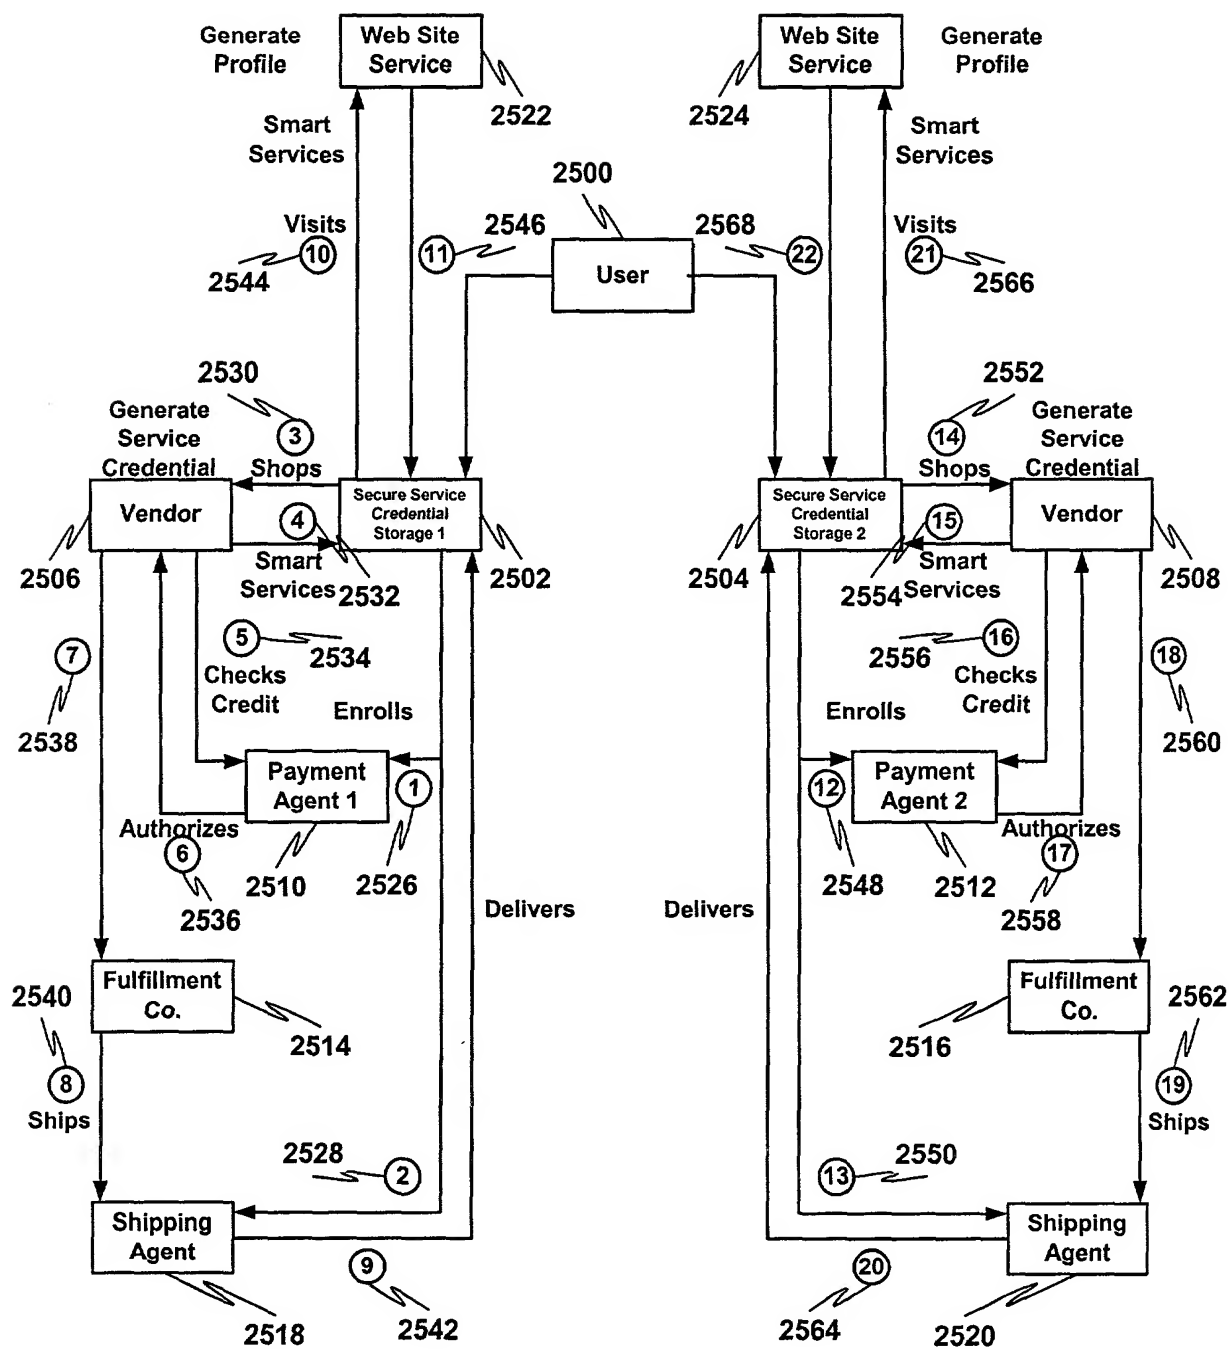 Generate
Profile
Web Site
Service
2522
Web Site
Service
2524
Generate
Profile
Smart
Services
Smart
Services
2500
Visits
10
2544
11
2546
User
2568
22
Visits
21
2566
2530
3
Generate
Service
Credential
Shops
2552
14
Shops
Generate
Service
Credential
Vendor
2506
Secure Service
Credential
Storage 1
2502
4
Smart
Services
2532
Secure Service
Credential
Storage 2
2504
15
Smart
Services
2554
Vendor
2508
5
2534
Checks
Credit
7
2538
Enrolls
2556
16
Checks
Credit
18
2560
Enrolls
Payment
Agent 1
1
Authorizes
6
2536
2510
2526
12
Payment
Agent 2
Authorizes
17
2548
2512
2558
Delivers
Delivers
Fulfillment
Co.
2540
2514
8
Ships
Fulfillment
Co.
2562
2516
19
Ships
2528
2
2550
13
Shipping
Agent
9
2518
2542
Shipping
Agent
20
2564
2520